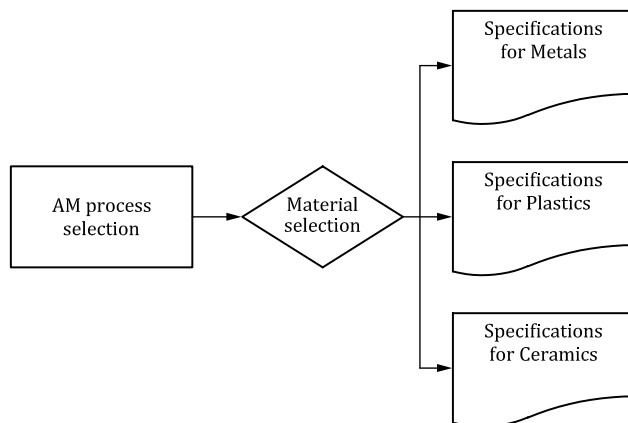 Specifications
for Metals
AM process
selection
Material
selection
Specifications
for Plastics
Specifications
for Ceramics